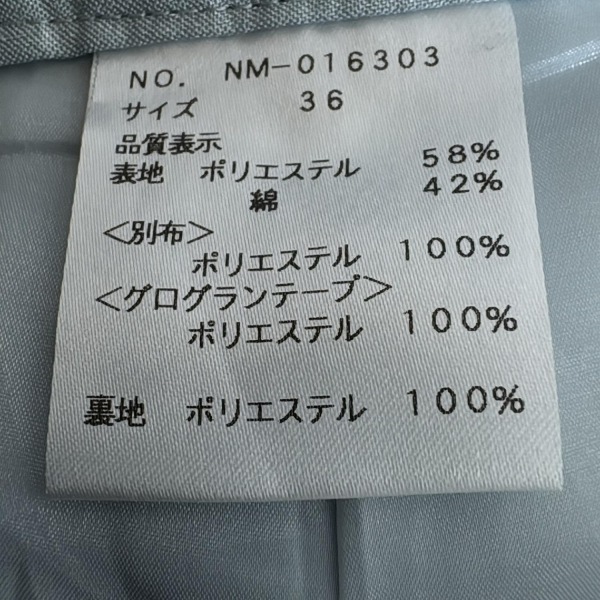 NO. NM-016303
サイズ 36
品質表示
表地 ポリエステル 58%
綿 42%
<別布>
ポリエステル 100%
<グログランテープ>
ポリエステル 100%
裏地 ポリエステル 100%